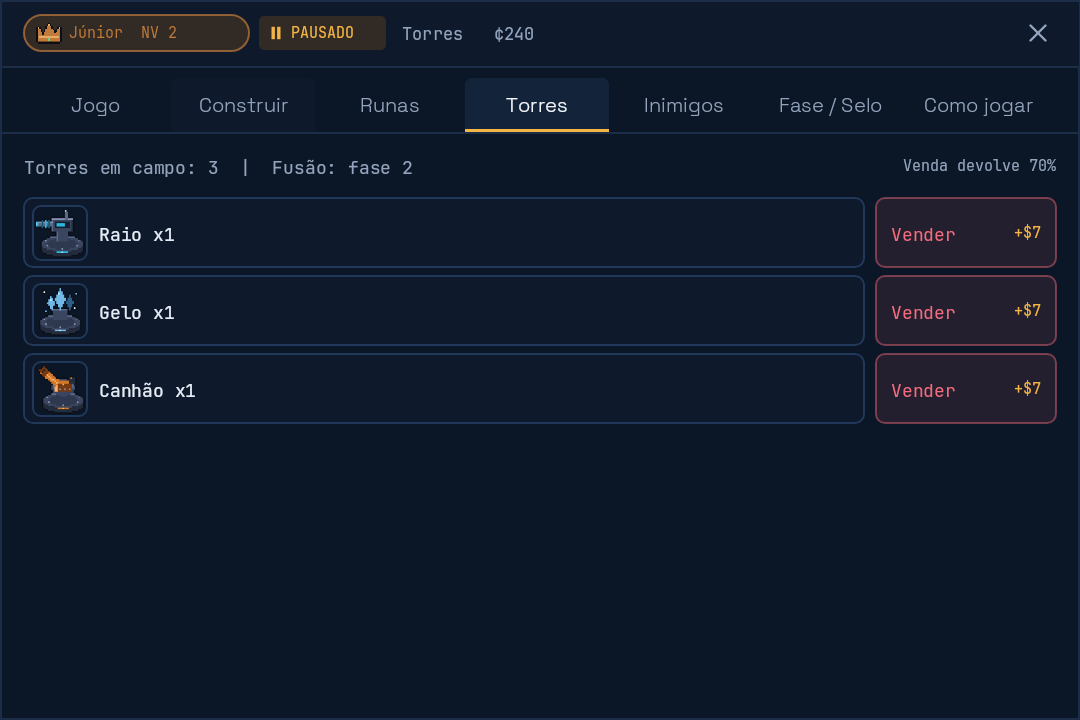 Júnior NV 2 PAUSADO Torres ¢240
Jogo Construir Runas Torres Inimigos Fase / Selo Como jogar
Torres em campo: 3 | Fusão: fase 2 Venda devolve 70%
Raio x1 Vender +$7
Gelo x1 Vender +$7
Canhão x1 Vender +$7